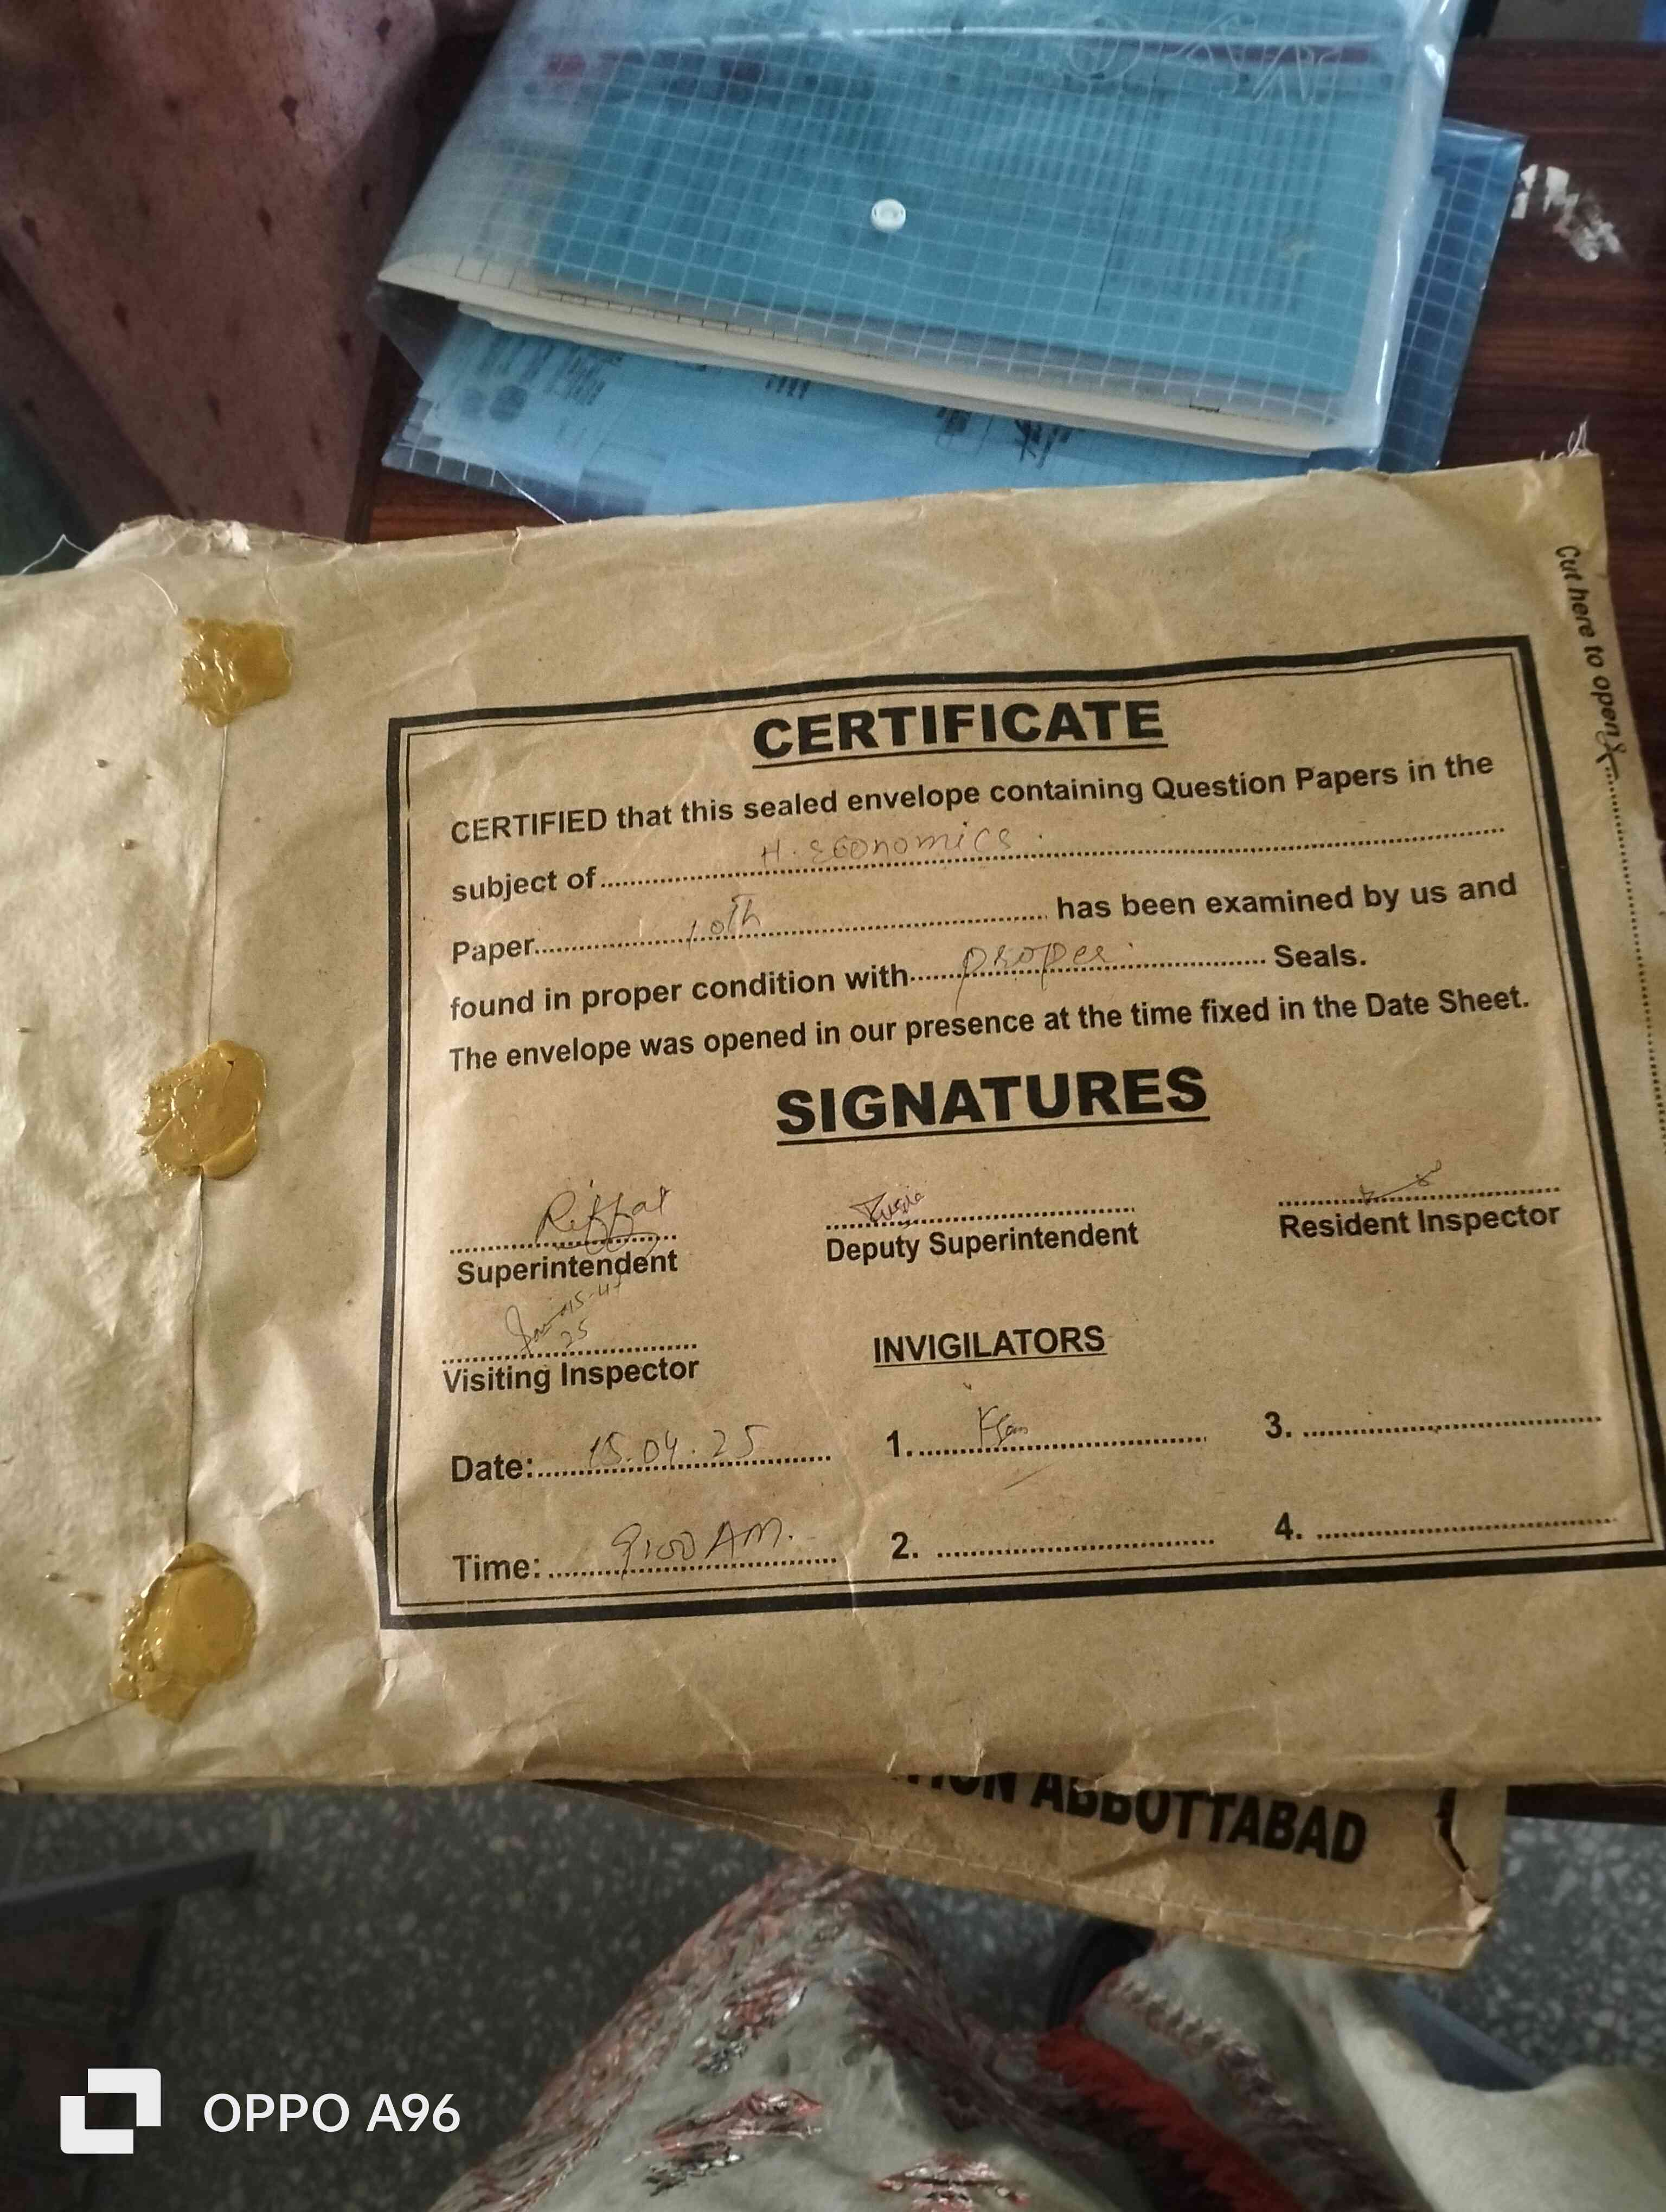 Cut here to open
CERTIFICATE
CERTIFIED that this sealed envelope containing Question Papers in the
subject of H. Economics
Paper 10th has been examined by us and
found in proper condition with proper Seals.
The envelope was opened in our presence at the time fixed in the Date Sheet.
SIGNATURES
Riffat
Superintendent Deputy Superintendent Resident Inspector
15-4-
25
Visiting Inspector INVIGILATORS
Date: 15.04.25 1. 3.
Time: 9:00 AM. 2. 4.
ABBOTTABAD
OPPO A96